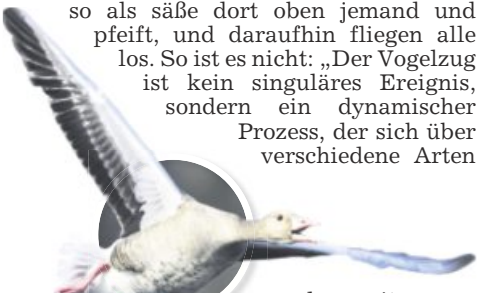 so als säße dort oben jemand und
pfeift, und daraufhin fliegen alle
los. So ist es nicht: „Der Vogelzug
ist kein singuläres Ereignis,
sondern ein dynamischer
Prozess, der sich über
verschiedene Arten